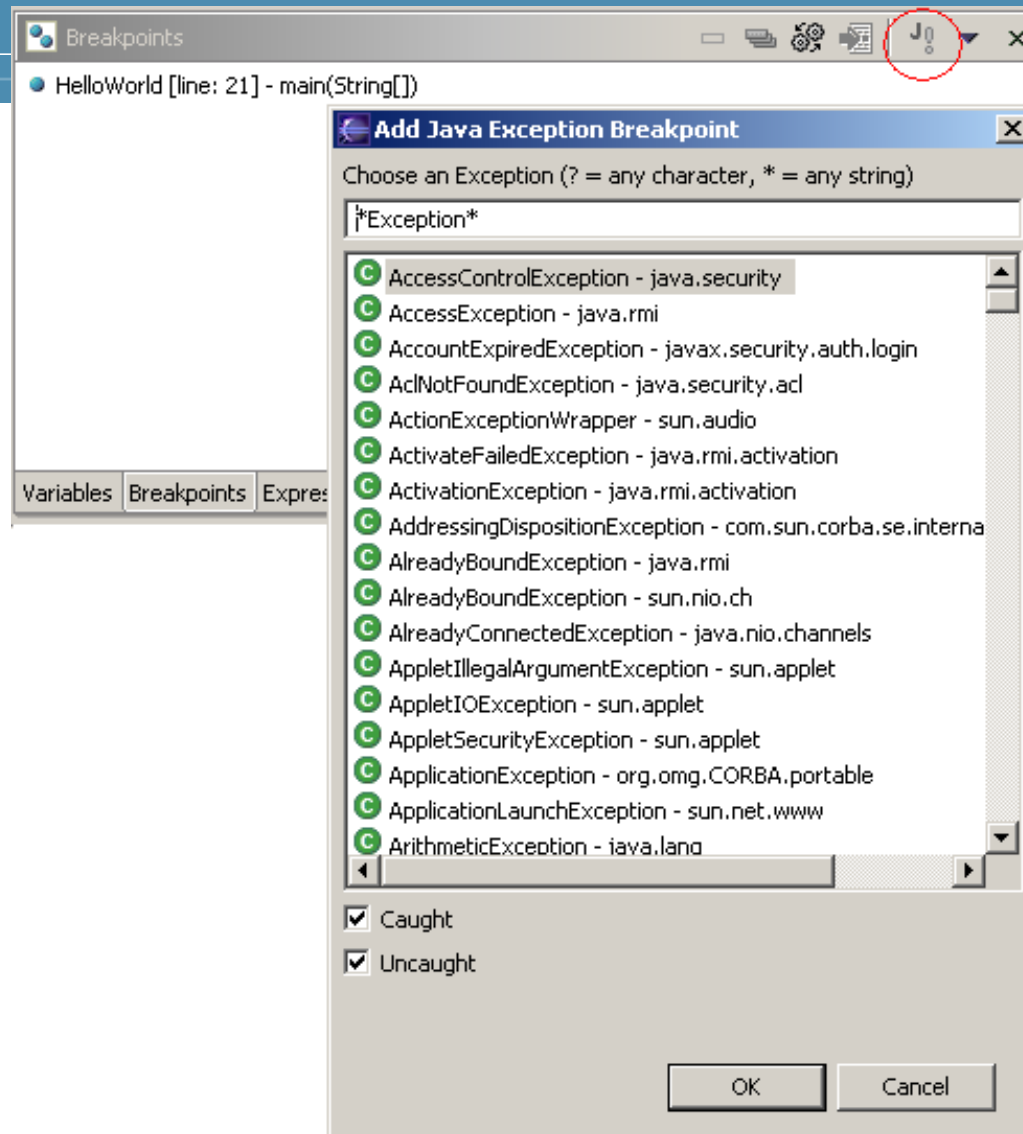 Breakpoints
HelloWorld [line: 21] - main(String[])
Add Java Exception Breakpoint
Choose an Exception (? = any character, * = any string)
*Exception*
AccessControlException - java.security
AccessException - java.rmi
AccountExpiredException - javax.security.auth.login
AclNotFoundException - java.security.acl
ActionExceptionWrapper - sun.audio
ActivateFailedException - java.rmi.activation
ActivationException - java.rmi.activation
AddressingDispositionException - com.sun.corba.se.interna
AlreadyBoundException - java.rmi
AlreadyBoundException - sun.nio.ch
AlreadyConnectedException - java.nio.channels
AppletIllegalArgumentException - sun.applet
AppletIOException - sun.applet
AppletSecurityException - sun.applet
ApplicationException - org.omg.CORBA.portable
ApplicationLaunchException - sun.net.www
ArithmeticException - java.lang
Variables Breakpoints Expres
Caught
Uncaught
OK Cancel